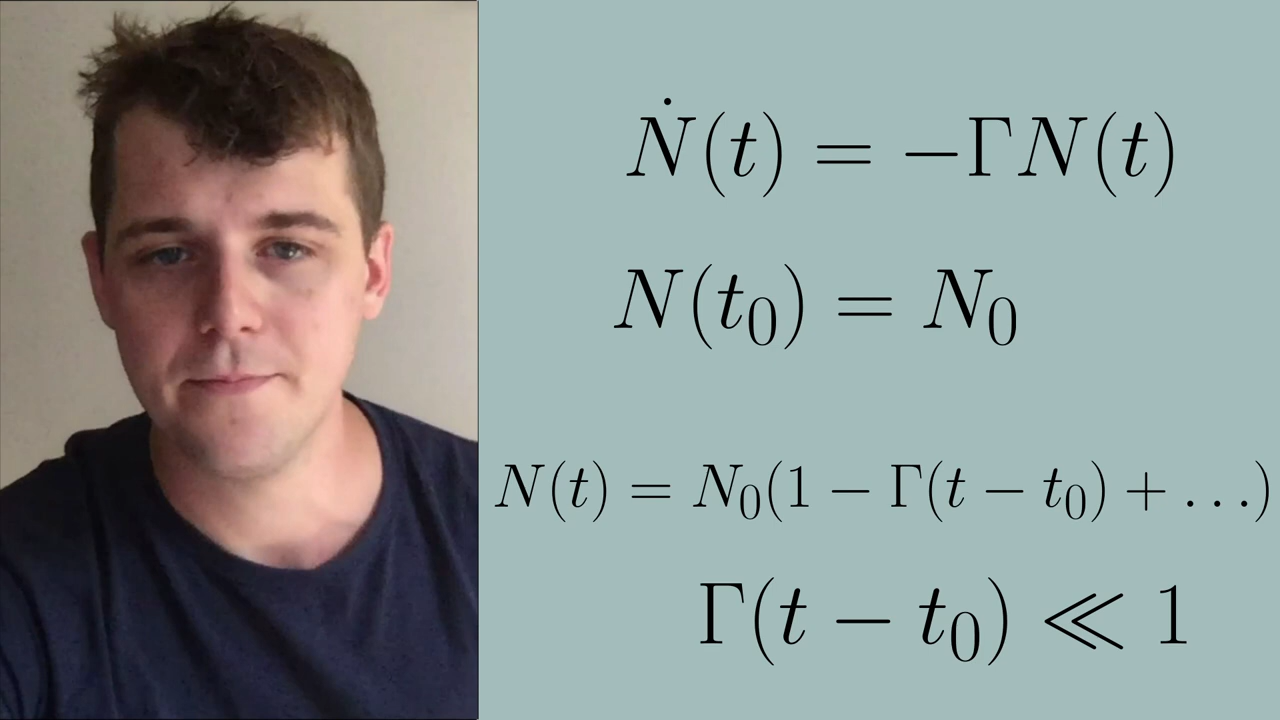 Ṅ(t) = −ΓN(t)
N(t₀) = N₀
N(t) = N₀(1 − Γ(t − t₀) + …)
Γ(t − t₀) ≪ 1